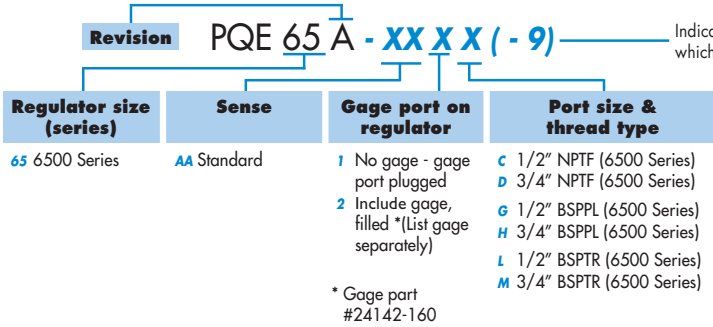 Revision PQE 65 A - XX X X ( - 9)
which
Regulator size
(series)
65 6500 Series
Sense
AA Standard
Gage port on
regulator
1 No gage - gage
port plugged
2 Include gage,
filled *(List gage
separately)
* Gage part
#24142-160
Port size &
thread type
C 1/2" NPTF (6500 Series)
D 3/4" NPTF (6500 Series)
G 1/2" BSPPL (6500 Series)
H 3/4" BSPPL (6500 Series)
L 1/2" BSPTR (6500 Series)
M 3/4" BSPTR (6500 Series)